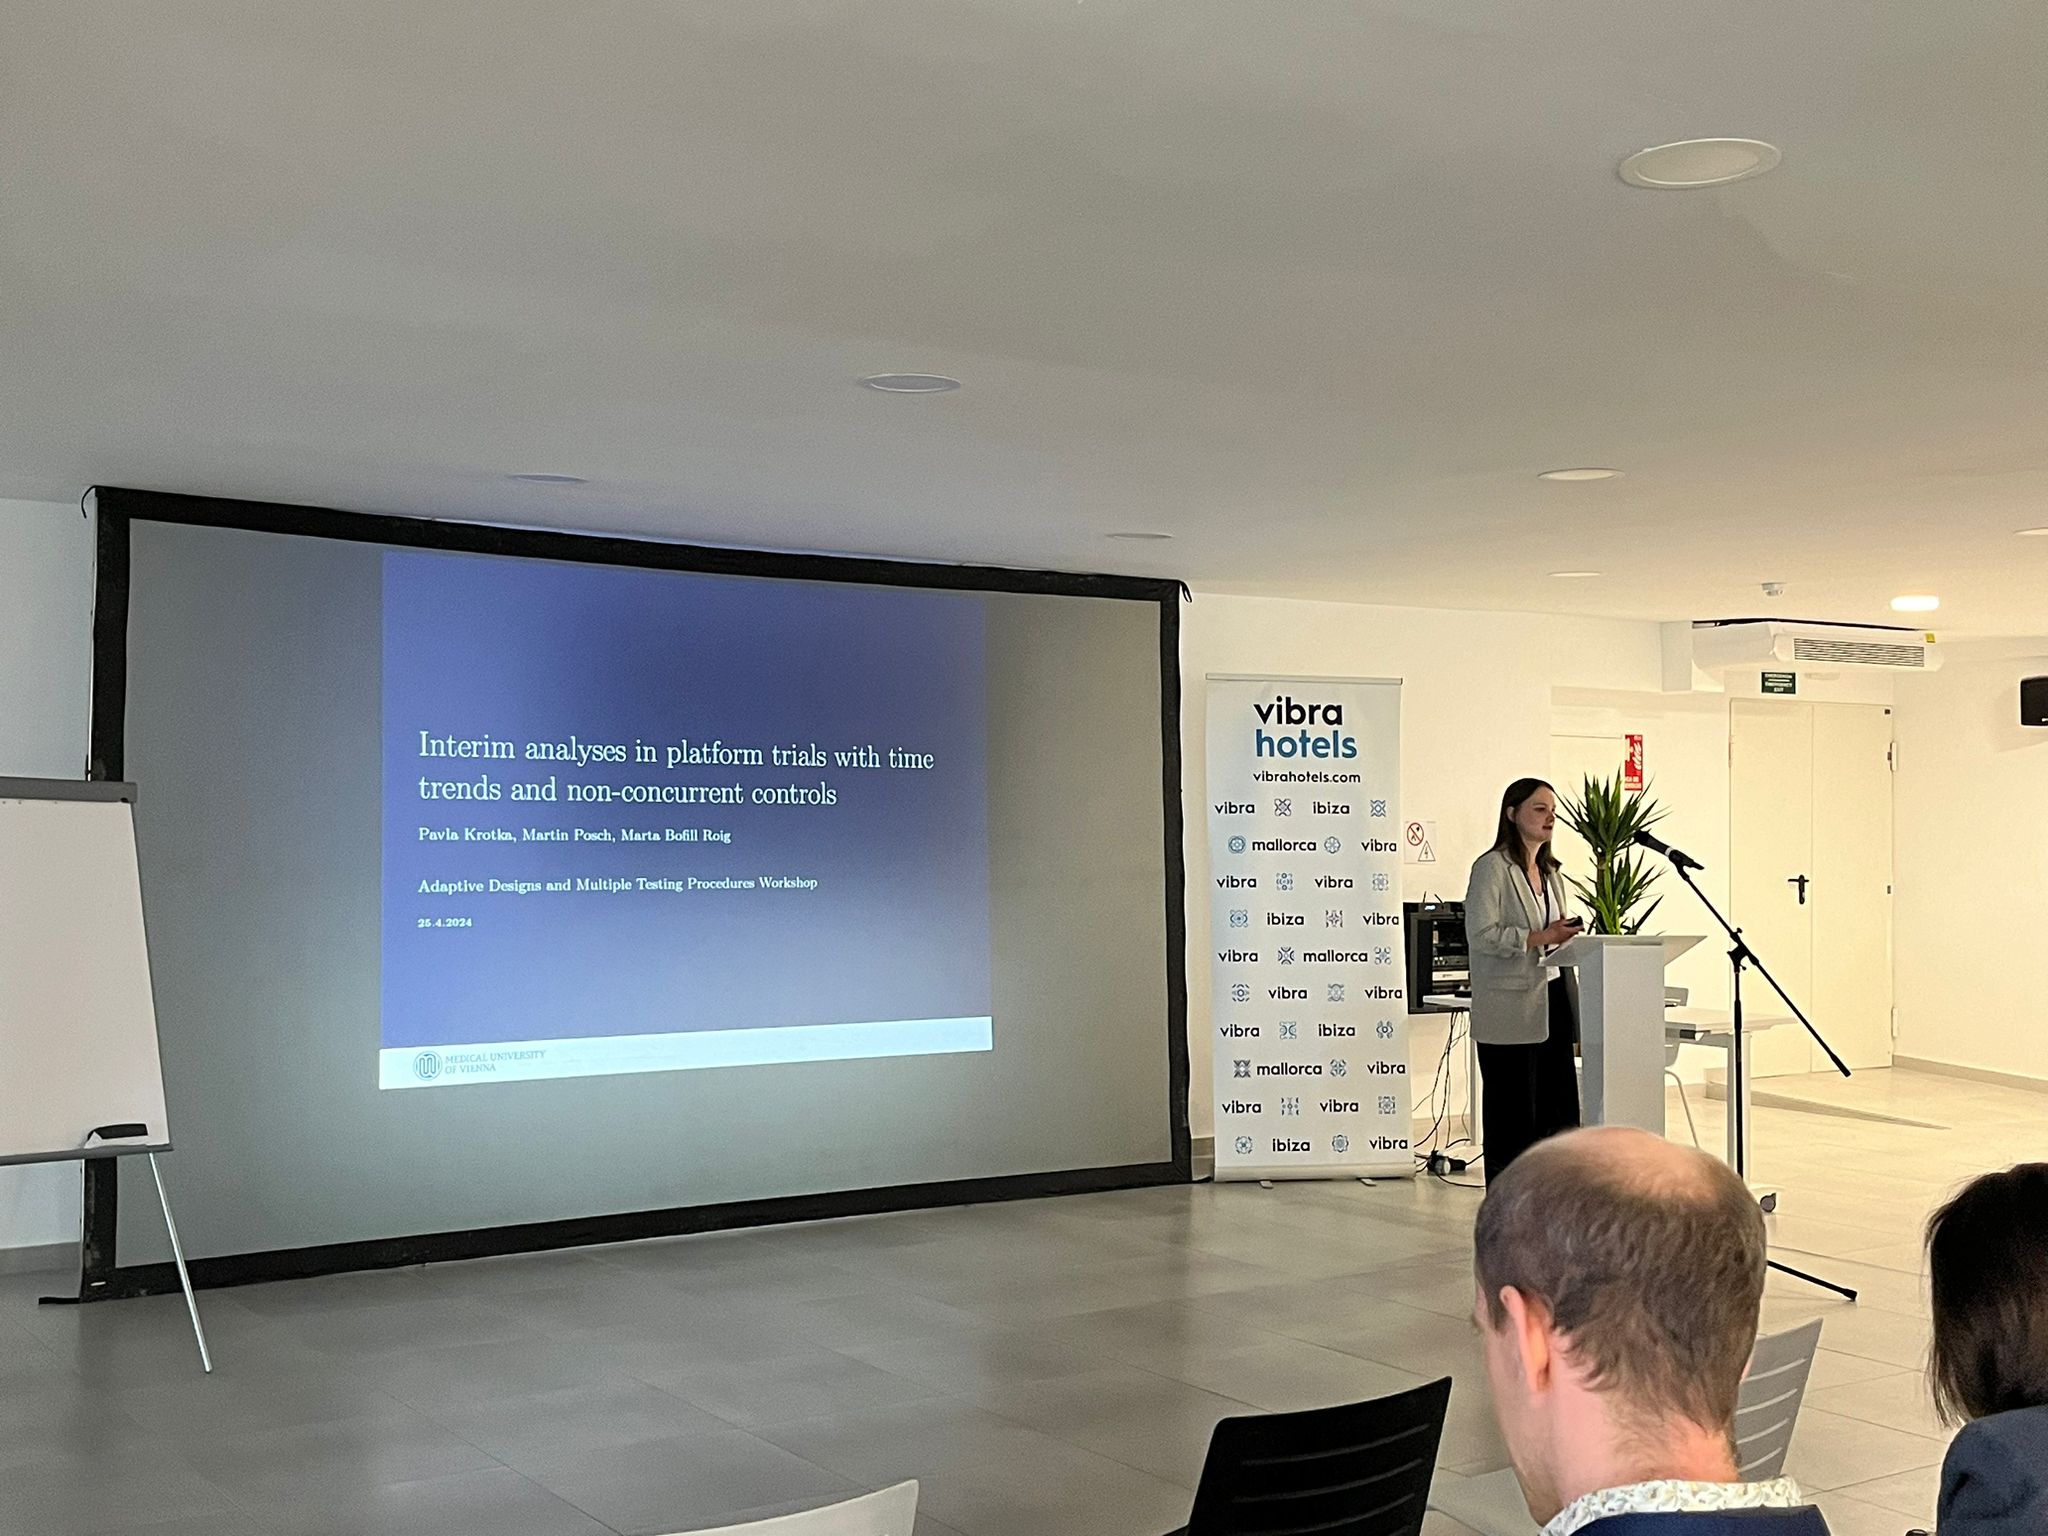 Interim analyses in platform trials with time
trends and non-concurrent controls
Pavla Krotka, Martin Posch, Marta Bofill Roig
Adaptive Designs and Multiple Testing Procedures Workshop
25.4.2024
MEDICAL UNIVERSITY
OF VIENNA
vibra
hotels
vibrahotels.com
vibra ibiza
mallorca vibra
vibra vibra
ibiza vibra
vibra mallorca
vibra vibra
vibra ibiza
mallorca vibra
vibra vibra
ibiza vibra